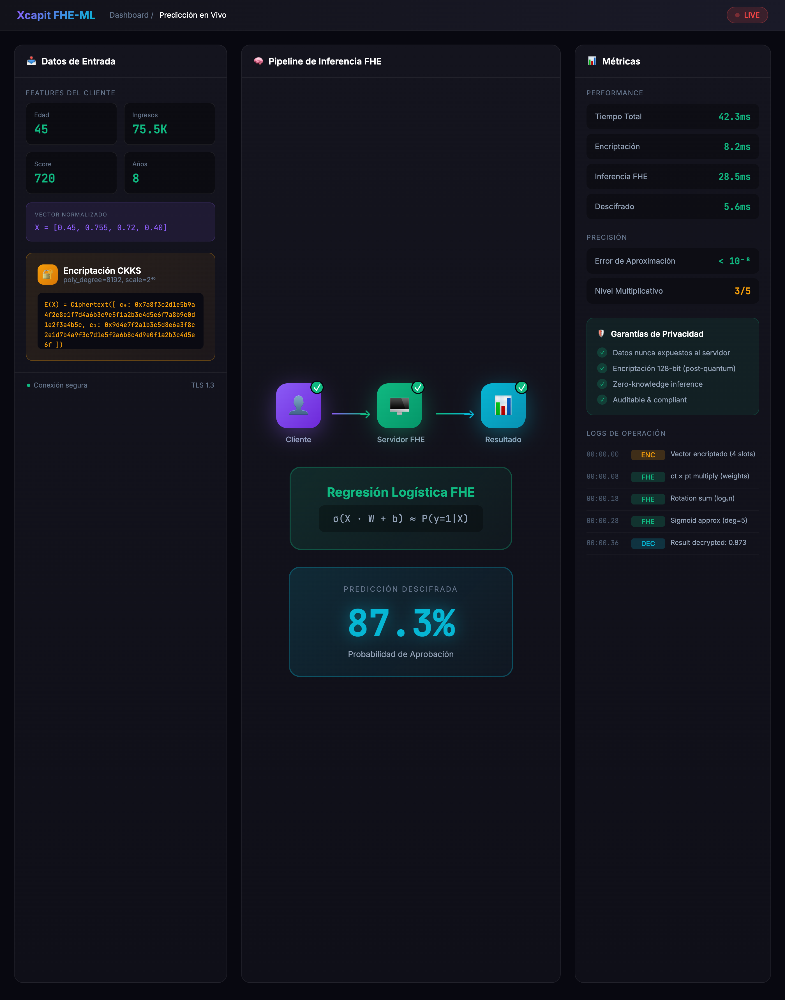 Xcapit FHE-ML
Dashboard / Predicción en Vivo
LIVE
Datos de Entrada
FEATURES DEL CLIENTE
Edad
45
Ingresos
75.5K
Score
720
Años
8
VECTOR NORMALIZADO
X = [0.45, 0.755, 0.72, 0.40]
Encriptación CKKS
poly_degree=8192, scale=2⁴⁰
E(X) = Ciphertext([ c₀: 0x7a8f3c2d1e5b9a
4f2c8e1f7d4a6b3c9e5f1a2b3c4d5e6f7a8b9c0d
1e2f3a4b5c, c₁: 0x9d4e7f2a1b3c5d8e6a3f8c
2e1d7b4a9f3c7d1e5f2a6b8c4d9e0f1a2b3c4d5e
6f ])
Conexión segura
TLS 1.3
Pipeline de Inferencia FHE
Cliente
Servidor FHE
Resultado
Regresión Logística FHE
σ(X · W + b) ≈ P(y=1|X)
PREDICCIÓN DESCIFRADA
87.3%
Probabilidad de Aprobación
Métricas
PERFORMANCE
Tiempo Total 42.3ms
Encriptación 8.2ms
Inferencia FHE 28.5ms
Descifrado 5.6ms
PRECISIÓN
Error de Aproximación < 10⁻⁸
Nivel Multiplicativo 3/5
Garantías de Privacidad
Datos nunca expuestos al servidor
Encriptación 128-bit (post-quantum)
Zero-knowledge inference
Auditable & compliant
LOGS DE OPERACIÓN
00:00.00 ENC Vector encriptado (4 slots)
00:00.08 FHE ct × pt multiply (weights)
00:00.18 FHE Rotation sum (log₂n)
00:00.28 FHE Sigmoid approx (deg=5)
00:00.36 DEC Result decrypted: 0.873